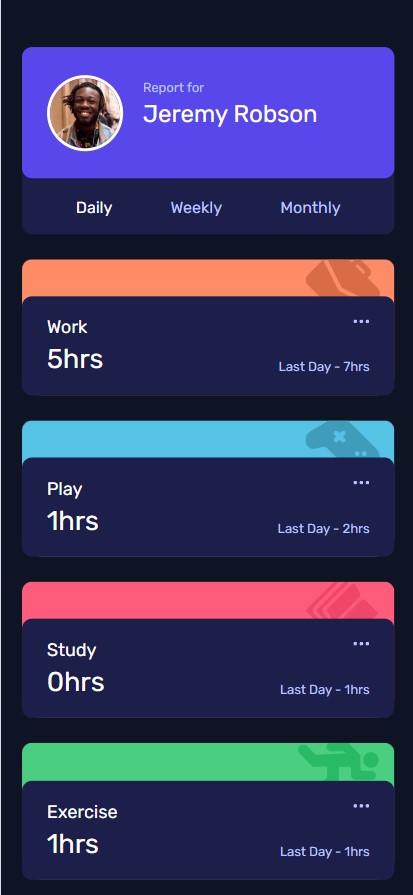 Report for
Jeremy Robson
Daily Weekly Monthly
Work
5hrs
Last Day - 7hrs
Play
1hrs
Last Day - 2hrs
Study
0hrs
Last Day - 1hrs
Exercise
1hrs
Last Day - 1hrs